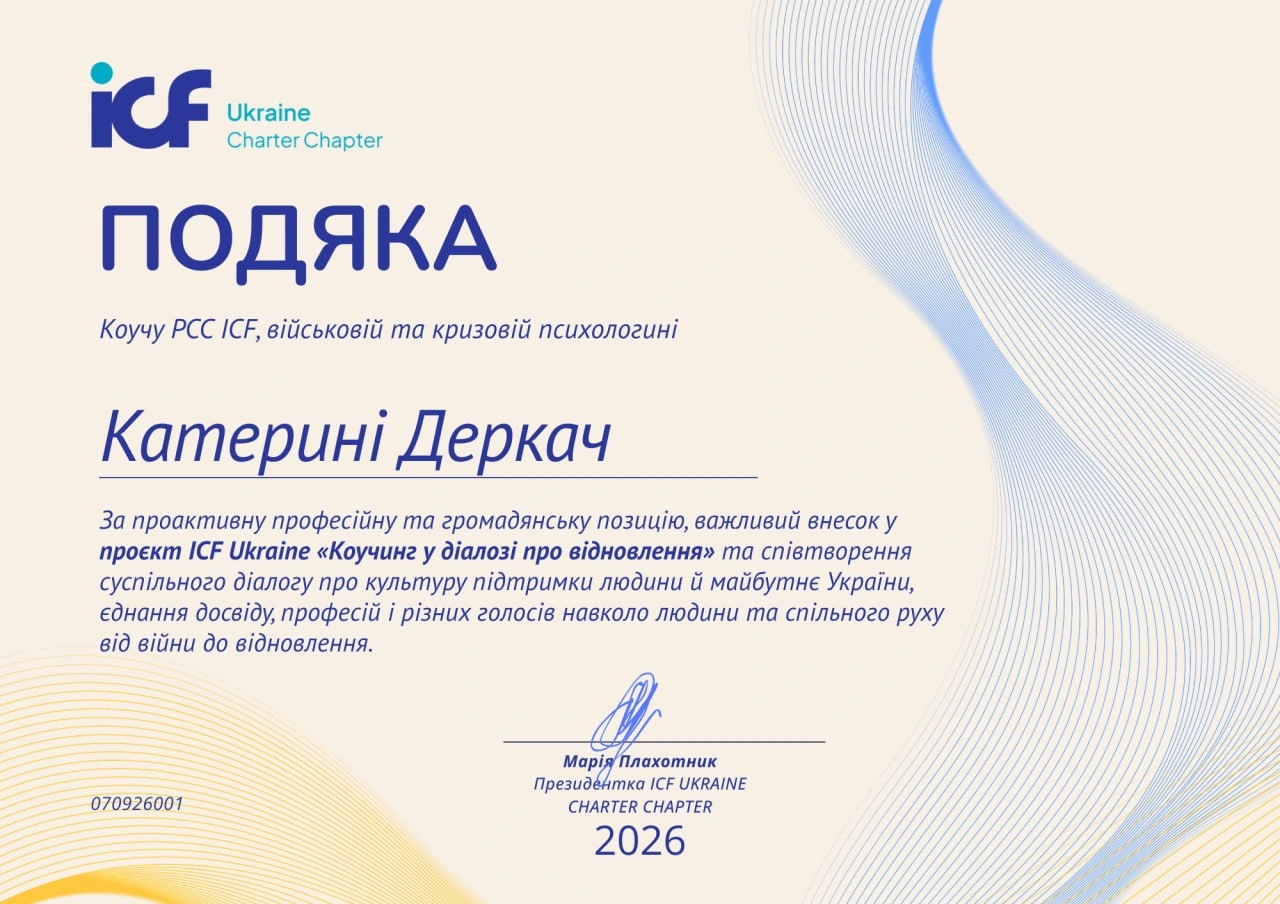 icf Ukraine
Charter Chapter
ПОДЯКА
Коучу PCC ICF, військовій та кризовій психологині
Катерині Деркач
За проактивну професійну та громадянську позицію, важливий внесок у
проєкт ICF Ukraine «Коучинг у діалозі про відновлення» та співтворення
суспільного діалогу про культуру підтримки людини й майбутнє України,
єднання досвіду, професій і різних голосів навколо людини та спільного руху
від війни до відновлення.
Марія Плахотник
Президентка ICF UKRAINE
CHARTER CHAPTER
2026
070926001